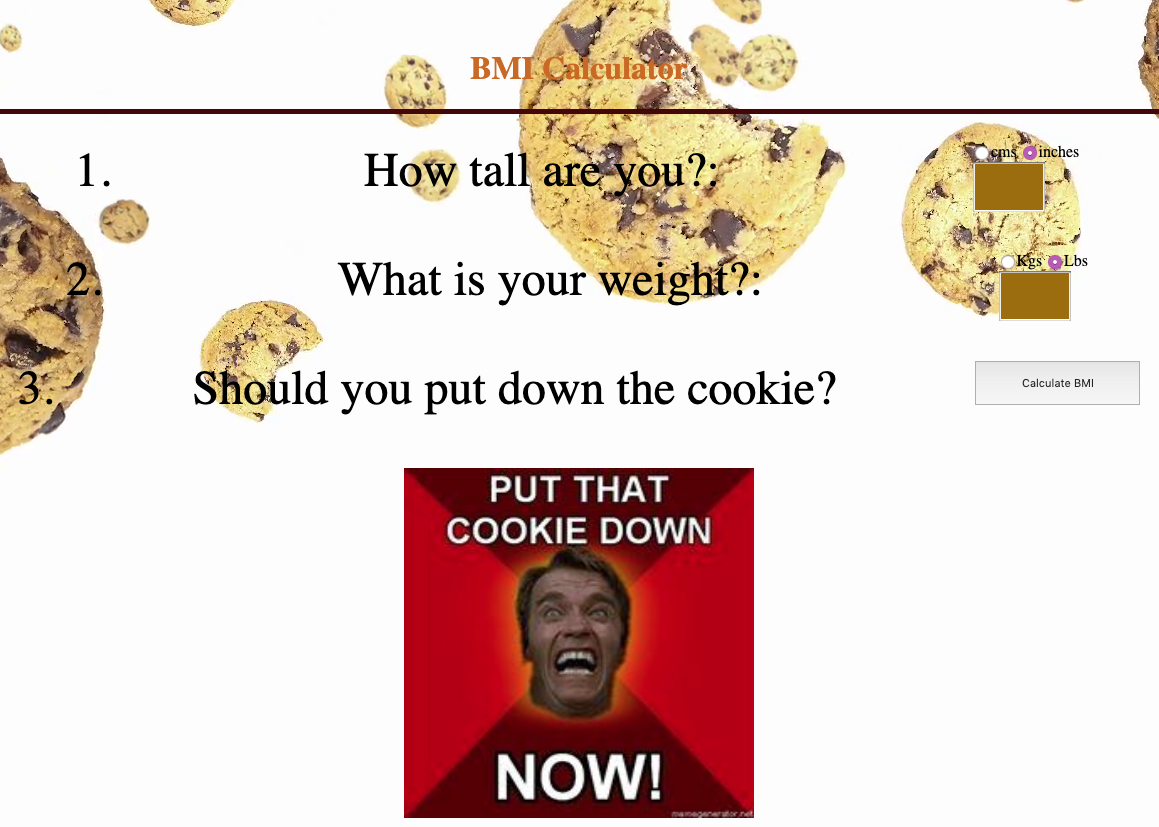 BMI Calculator
1. How tall are you?: cms inches
2. What is your weight?: Kgs Lbs
3. Should you put down the cookie? Calculate BMI
PUT THAT
COOKIE DOWN
NOW!
memegenerator.net